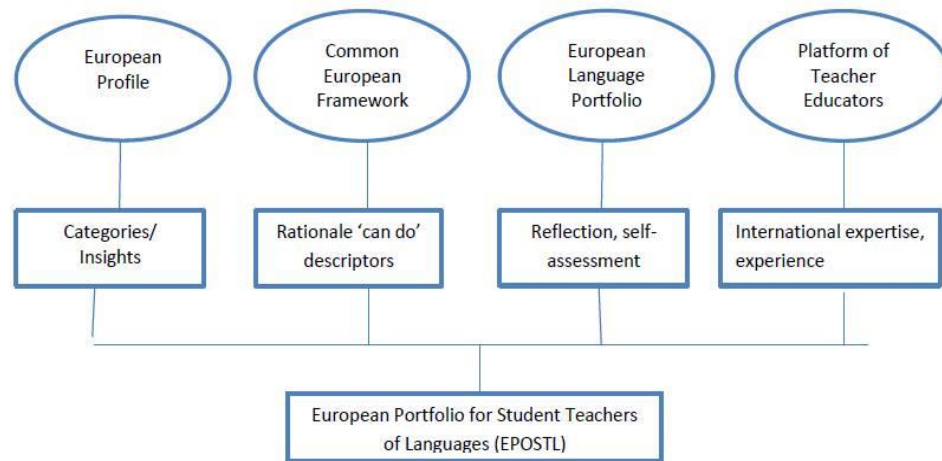 European
Profile
Common
European
Framework
European
Language
Portfolio
Platform of
Teacher
Educators
Categories/
Insights
Rationale ‘can do’
descriptors
Reflection, self-
assessment
International expertise,
experience
European Portfolio for Student Teachers
of Languages (EPOSTL)